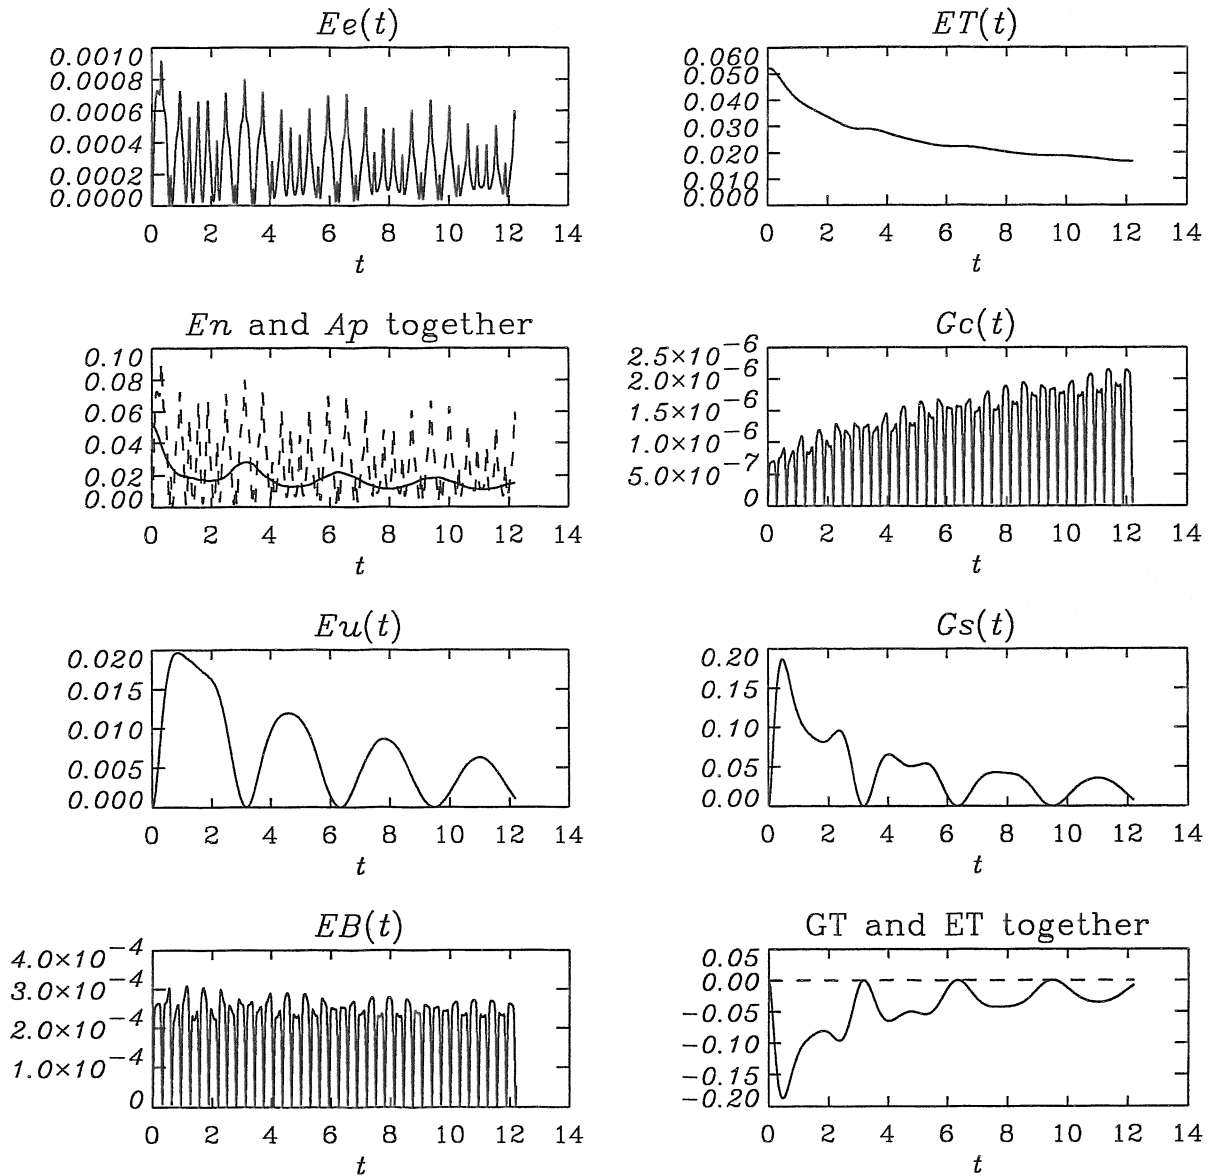 Ee(t)
0.0010
0.0008
0.0006
0.0004
0.0002
0.0000
0 2 4 6 8 10 12 14
t
ET(t)
0.060
0.050
0.040
0.030
0.020
0.010
0.000
0 2 4 6 8 10 12 14
t
En and Ap together
0.10
0.08
0.06
0.04
0.02
0.00
0 2 4 6 8 10 12 14
t
Gc(t)
2.5×10⁻⁶
2.0×10⁻⁶
1.5×10⁻⁶
1.0×10⁻⁶
5.0×10⁻⁷
0
0 2 4 6 8 10 12 14
t
Eu(t)
0.020
0.015
0.010
0.005
0.000
0 2 4 6 8 10 12 14
t
Gs(t)
0.20
0.15
0.10
0.05
0.00
0 2 4 6 8 10 12 14
t
EB(t)
4.0×10⁻⁴
3.0×10⁻⁴
2.0×10⁻⁴
1.0×10⁻⁴
0
0 2 4 6 8 10 12 14
t
GT and ET together
0.05
0.00
−0.05
−0.10
−0.15
−0.20
0 2 4 6 8 10 12 14
t